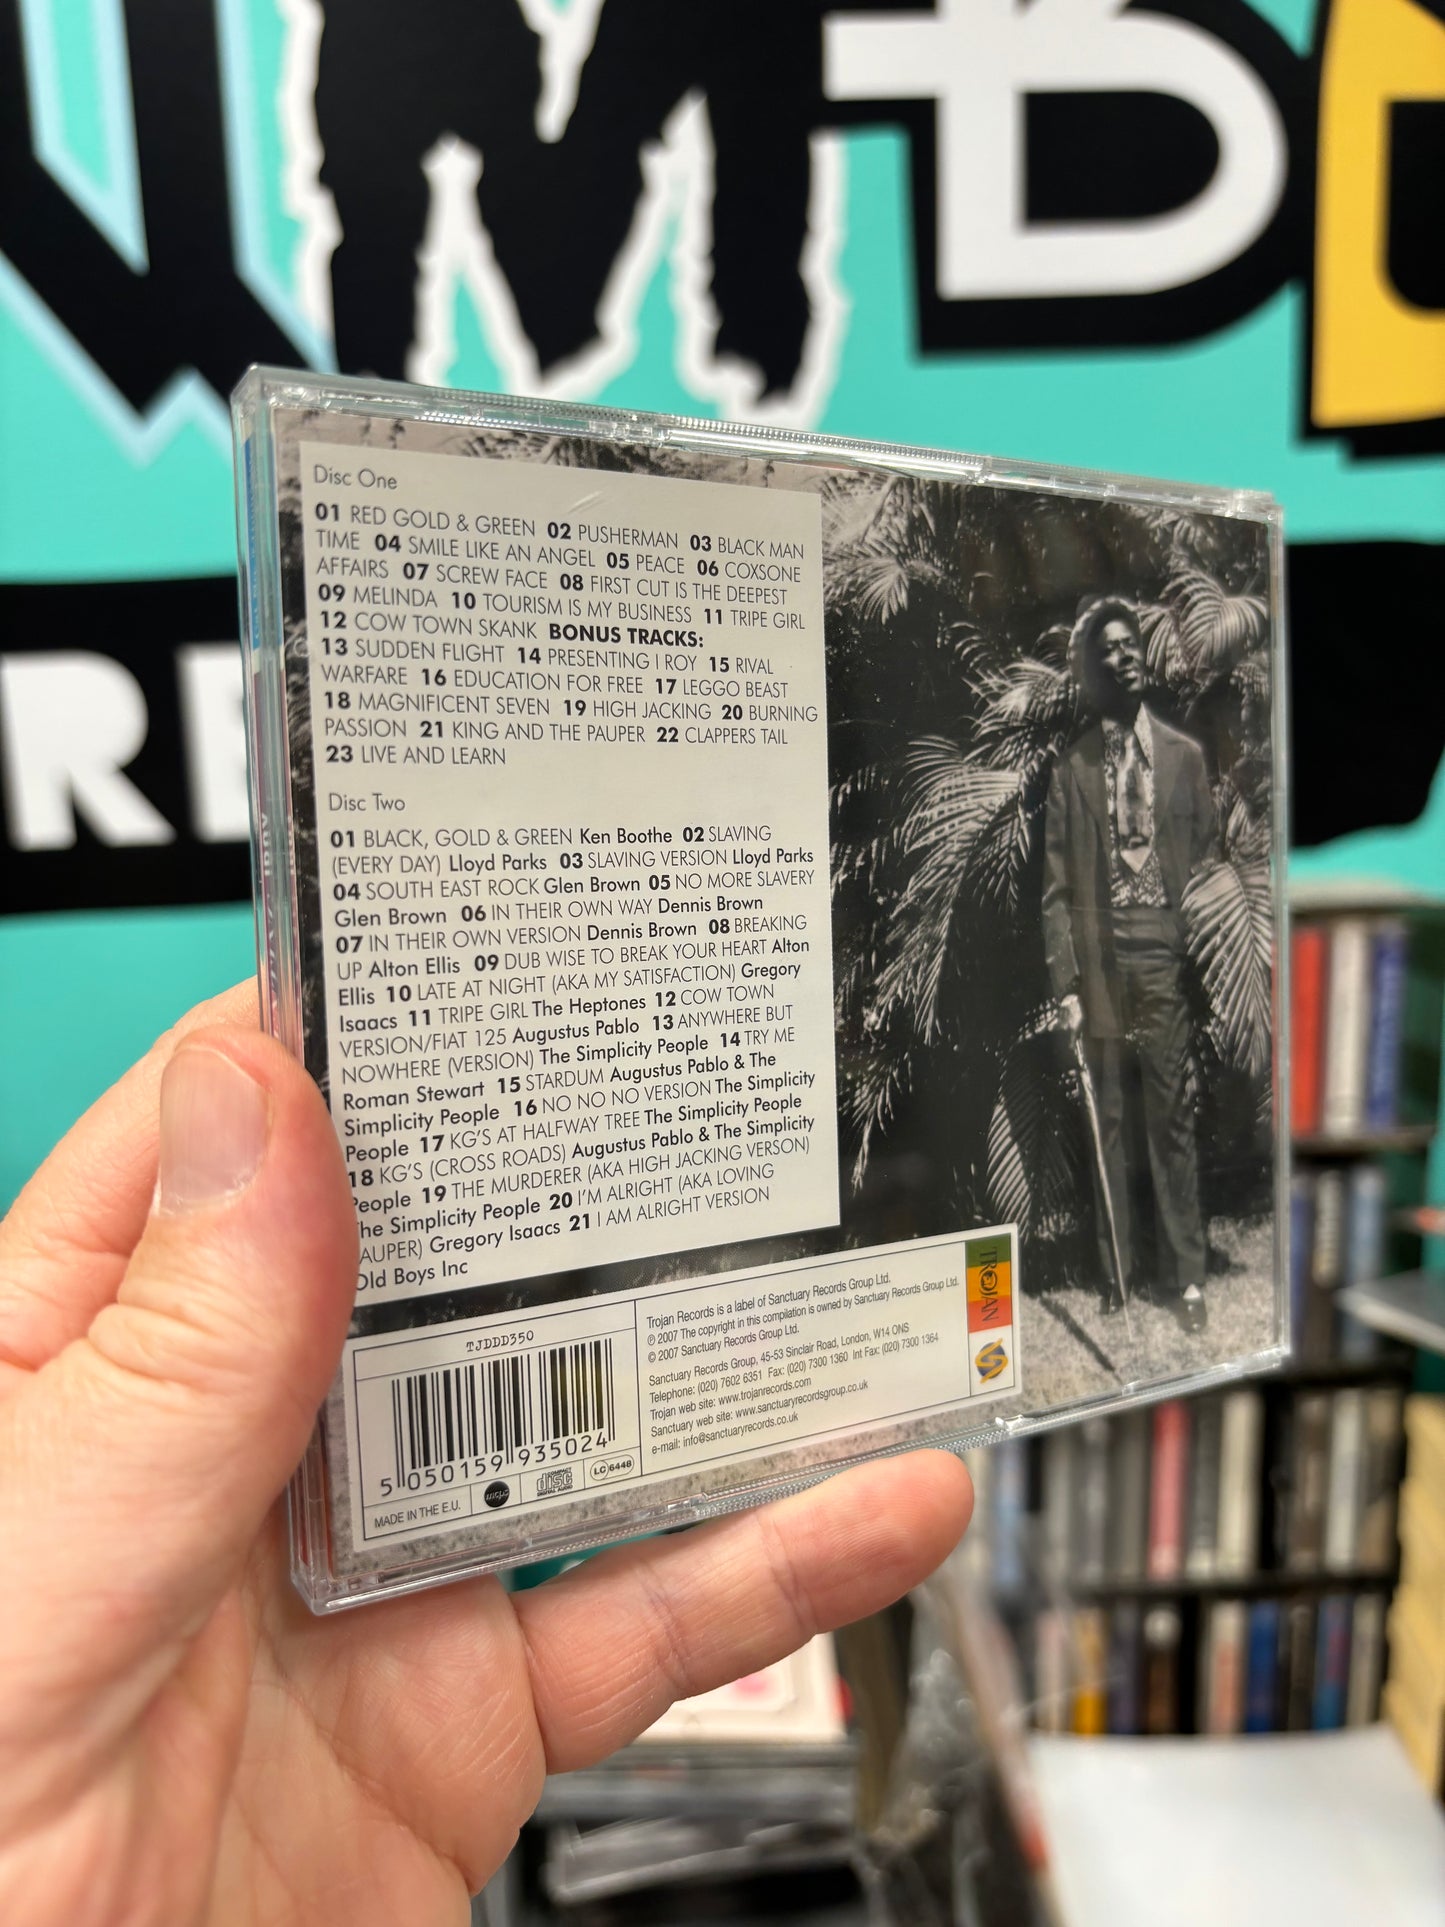 Disc One
01 RED GOLD & GREEN 02 PUSHERMAN 03 BLACK MAN
TIME 04 SMILE LIKE AN ANGEL 05 PEACE 06 COXSONE
AFFAIRS 07 SCREW FACE 08 FIRST CUT IS THE DEEPEST
09 MELINDA 10 TOURISM IS MY BUSINESS 11 TRIPE GIRL
12 COW TOWN SKANK BONUS TRACKS:
13 SUDDEN FLIGHT 14 PRESENTING I ROY 15 RIVAL
WARFARE 16 EDUCATION FOR FREE 17 LEGGO BEAST
18 MAGNIFICENT SEVEN 19 HIGH JACKING 20 BURNING
PASSION 21 KING AND THE PAUPER 22 CLAPPERS TAIL
23 LIVE AND LEARN
Disc Two
01 BLACK, GOLD & GREEN Ken Boothe 02 SLAVING
(EVERY DAY) Lloyd Parks 03 SLAVING VERSION Lloyd Parks
04 SOUTH EAST ROCK Glen Brown 05 NO MORE SLAVERY
Glen Brown 06 IN THEIR OWN WAY Dennis Brown
07 IN THEIR OWN VERSION Dennis Brown 08 BREAKING
UP Alton Ellis 09 DUB WISE TO BREAK YOUR HEART Alton
Ellis 10 LATE AT NIGHT (AKA MY SATISFACTION) Gregory
Isaacs 11 TRIPE GIRL The Heptones 12 COW TOWN
VERSION/FIAT 125 Augustus Pablo 13 ANYWHERE BUT
NOWHERE (VERSION) The Simplicity People 14 TRY ME
Roman Stewart 15 STARDUM Augustus Pablo & The
Simplicity People 16 NO NO NO VERSION The Simplicity
People 17 KG'S AT HALFWAY TREE The Simplicity People
18 KG'S (CROSS ROADS) Augustus Pablo & The Simplicity
People 19 THE MURDERER (AKA HIGH JACKING VERSON)
The Simplicity People 20 I'M ALRIGHT (AKA LOVING
PAUPER) Gregory Isaacs 21 I AM ALRIGHT VERSION
Old Boys Inc
TJDDD350
5 050159 935024
MADE IN THE E.U.
COMPACT
disc
DIGITAL AUDIO
LC 6448
Trojan Records is a label of Sanctuary Records Group Ltd.
℗ 2007 The copyright in this compilation is owned by Sanctuary Records Group Ltd.
© 2007 Sanctuary Records Group Ltd.
Sanctuary Records Group, 45-53 Sinclair Road, London, W14 0NS
Telephone: (020) 7602 6351 Fax: (020) 7300 1360 Int Fax: (020) 7300 1364
Trojan web site: www.trojanrecords.com
Sanctuary web site: www.sanctuaryrecordsgroup.co.uk
e-mail: info@sanctuaryrecords.co.uk
TROJAN